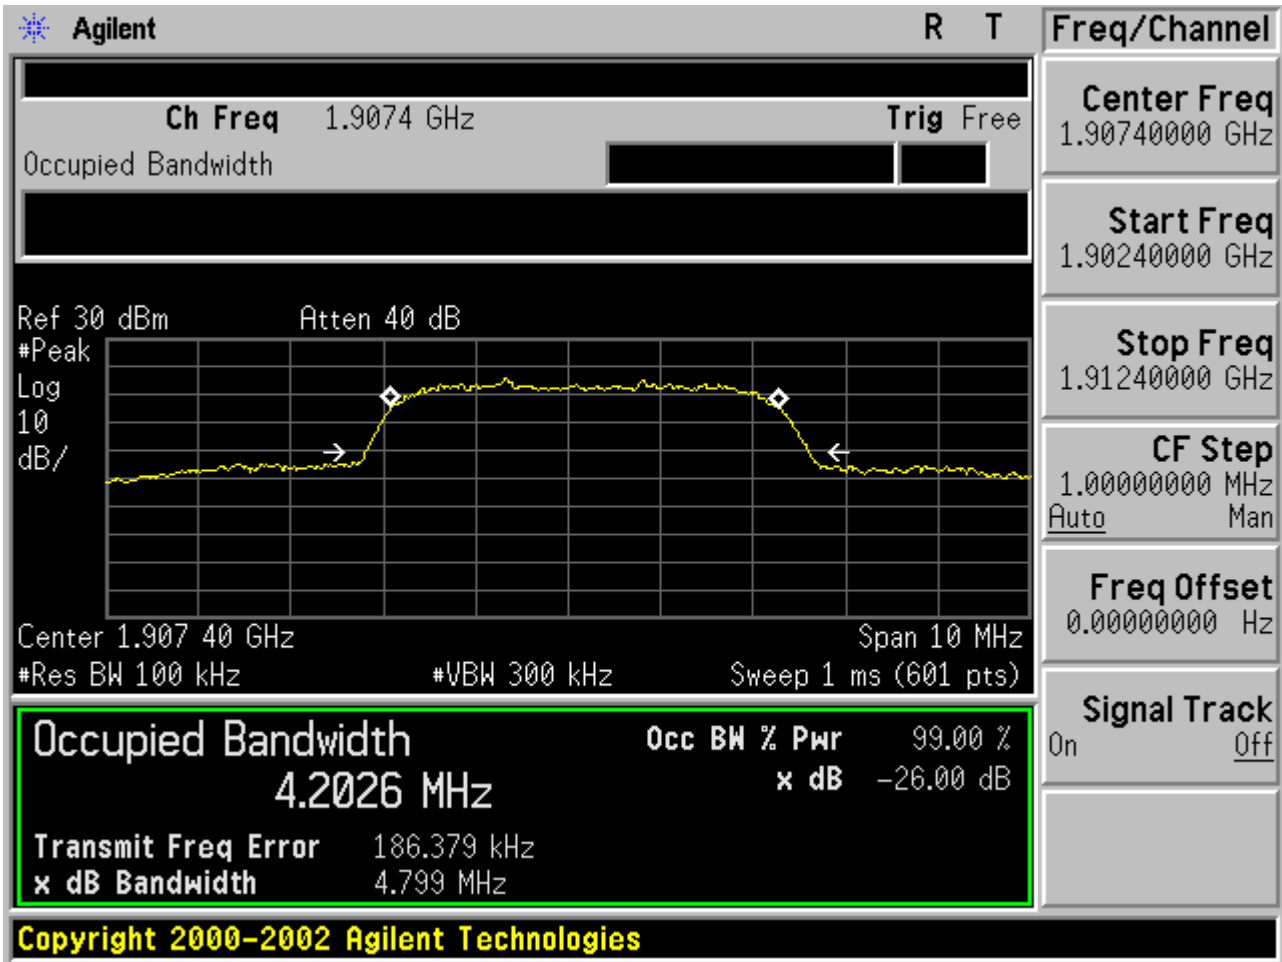 Agilent R T
Freq/Channel
Ch Freq 1.9074 GHz Trig Free
Occupied Bandwidth
Center Freq
1.90740000 GHz
Start Freq
1.90240000 GHz
Stop Freq
1.91240000 GHz
CF Step
1.00000000 MHz
Auto Man
Freq Offset
0.00000000 Hz
Signal Track
On Off
Ref 30 dBm Atten 40 dB
#Peak
Log
10
dB/
Center 1.907 40 GHz Span 10 MHz
#Res BW 100 kHz #VBW 300 kHz Sweep 1 ms (601 pts)
Occupied Bandwidth Occ BW % Pwr 99.00 %
4.2026 MHz x dB -26.00 dB
Transmit Freq Error 186.379 kHz
x dB Bandwidth 4.799 MHz
Copyright 2000-2002 Agilent Technologies